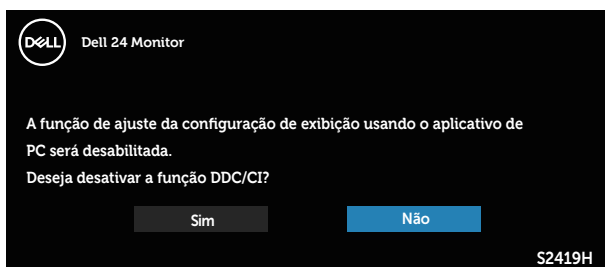 DELL
Dell 24 Monitor
A função de ajuste da configuração de exibição usando o aplicativo de
PC será desabilitada.
Deseja desativar a função DDC/CI?
Sim Não
S2419H